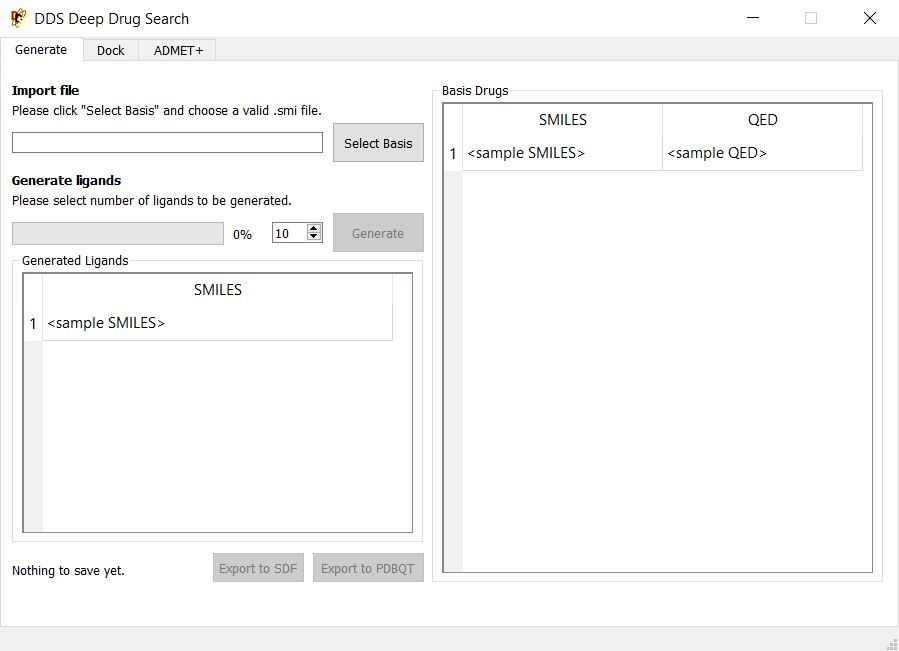 DDS Deep Drug Search
Generate
Dock
ADMET+
Import file
Please click "Select Basis" and choose a valid .smi file.
Select Basis
Generate ligands
Please select number of ligands to be generated.
0%
10
Generate
Generated Ligands
SMILES
1 <sample SMILES>
Nothing to save yet.
Export to SDF
Export to PDBQT
Basis Drugs
SMILES QED
1 <sample SMILES> <sample QED>